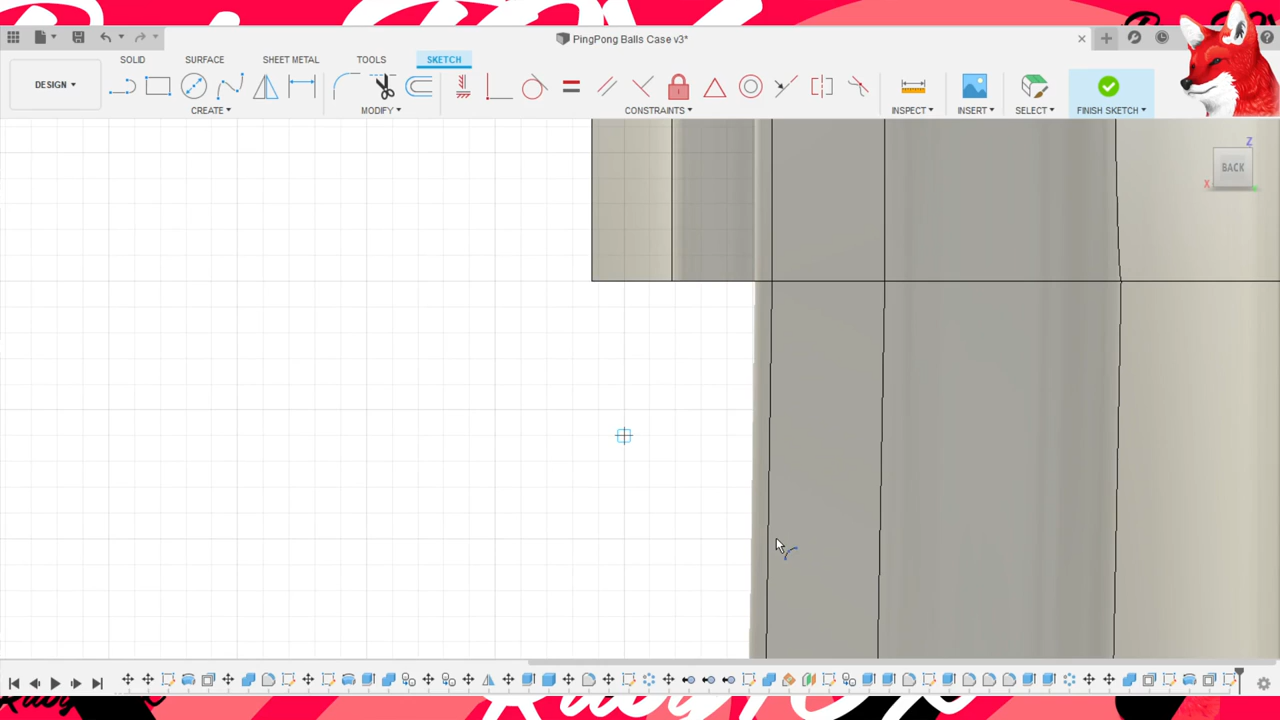 PingPong Balls Case v3*
SOLID SURFACE SHEET METAL TOOLS SKETCH
DESIGN
CREATE MODIFY CONSTRAINTS INSPECT INSERT SELECT FINISH SKETCH
Z
BACK
X